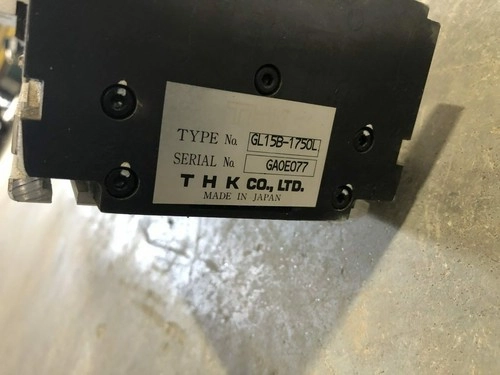 TYPE No. GL15B-1750L
SERIAL No. GA0E077
THK CO., LTD.
MADE IN JAPAN